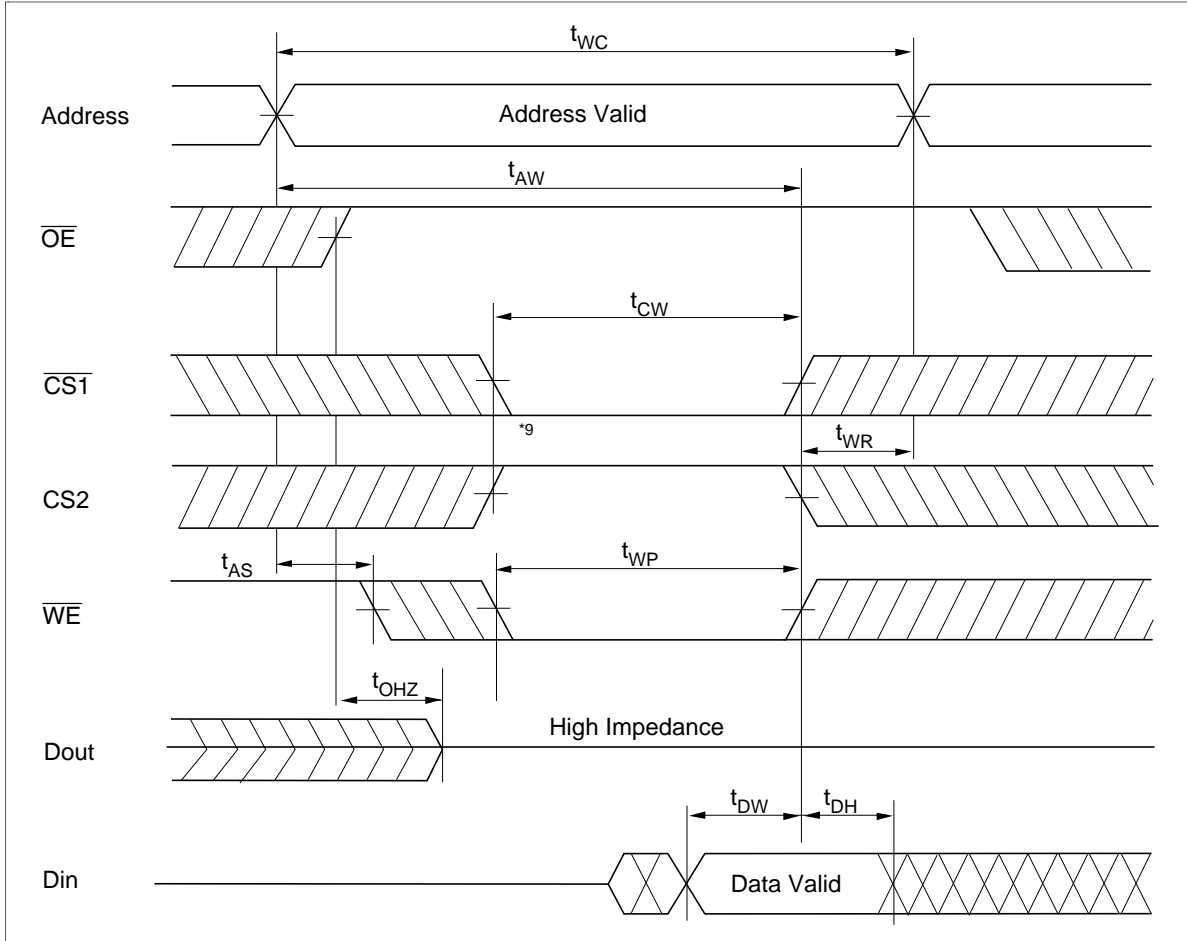 tWC
Address
Address Valid
tAW
OE
tCW
CS1
*9
tWR
CS2
tAS
tWP
WE
tOHZ
High Impedance
Dout
tDW
tDH
Din
Data Valid